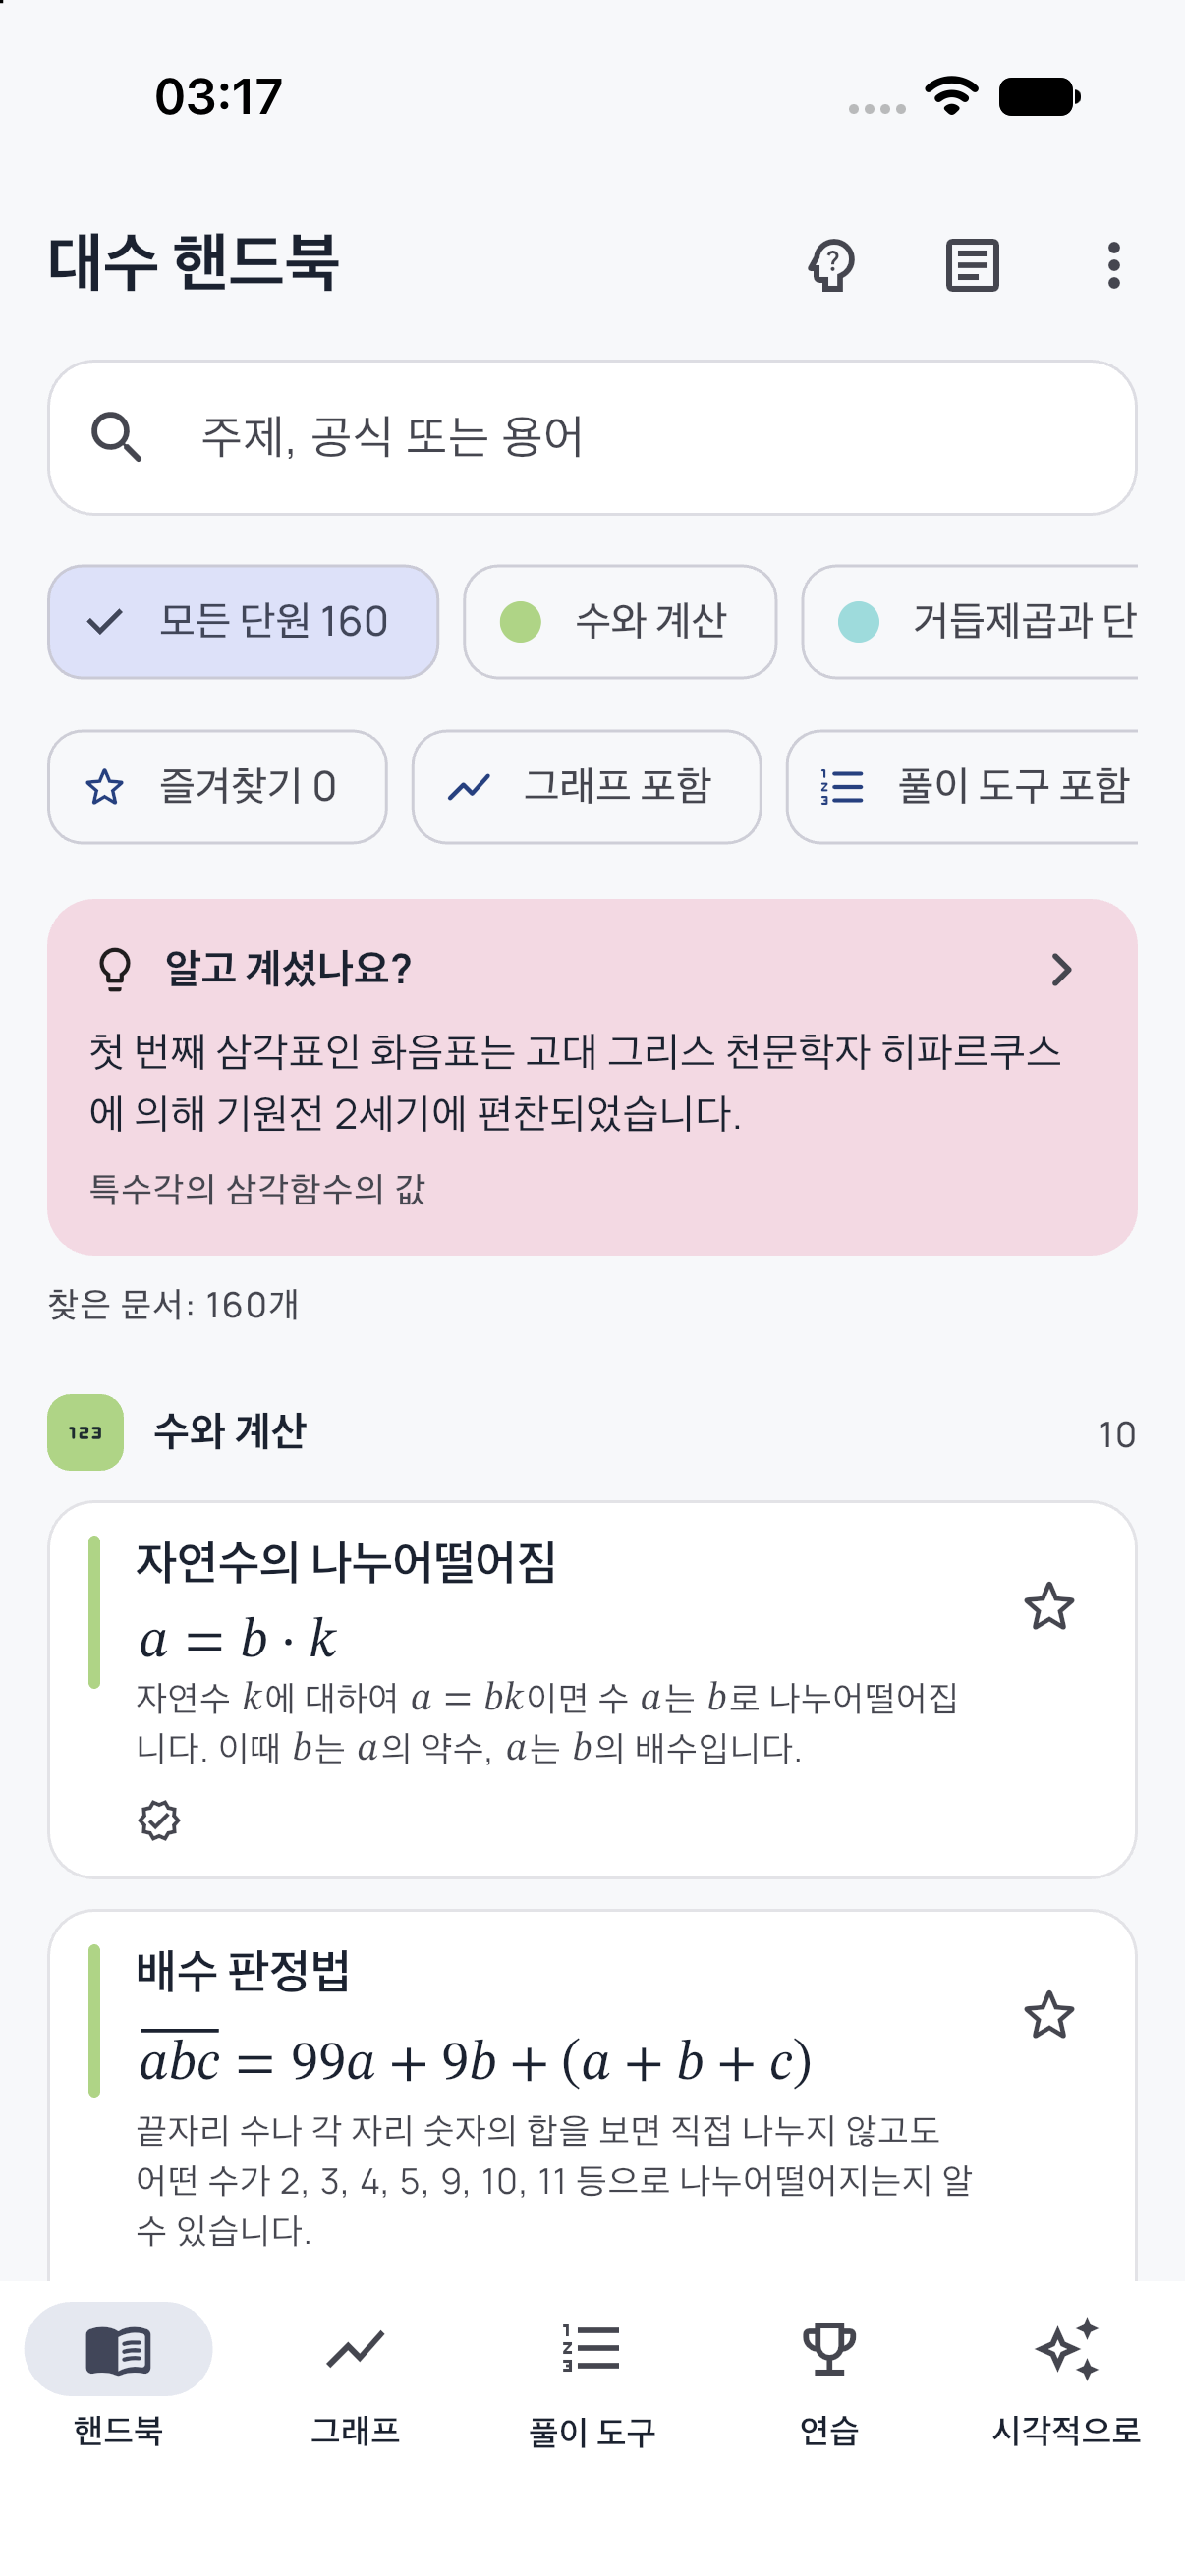 03:17
대수 핸드북
주제, 공식 또는 용어
모든 단원 160
수와 계산
거듭제곱과 단
즐겨찾기 0
그래프 포함
풀이 도구 포함
알고 계셨나요?
첫 번째 삼각표인 화음표는 고대 그리스 천문학자 히파르쿠스
에 의해 기원전 2세기에 편찬되었습니다.
특수각의 삼각함수의 값
찾은 문서: 160개
123
수와 계산
10
자연수의 나누어떨어짐
a = b · k
자연수 k에 대하여 a = bk이면 수 a는 b로 나누어떨어집
니다. 이때 b는 a의 약수, a는 b의 배수입니다.
배수 판정법
a̅b̅c̅ = 99a + 9b + (a + b + c)
끝자리 수나 각 자리 숫자의 합을 보면 직접 나누지 않고도
어떤 수가 2, 3, 4, 5, 9, 10, 11 등으로 나누어떨어지는지 알
수 있습니다.
핸드북
그래프
풀이 도구
연습
시각적으로